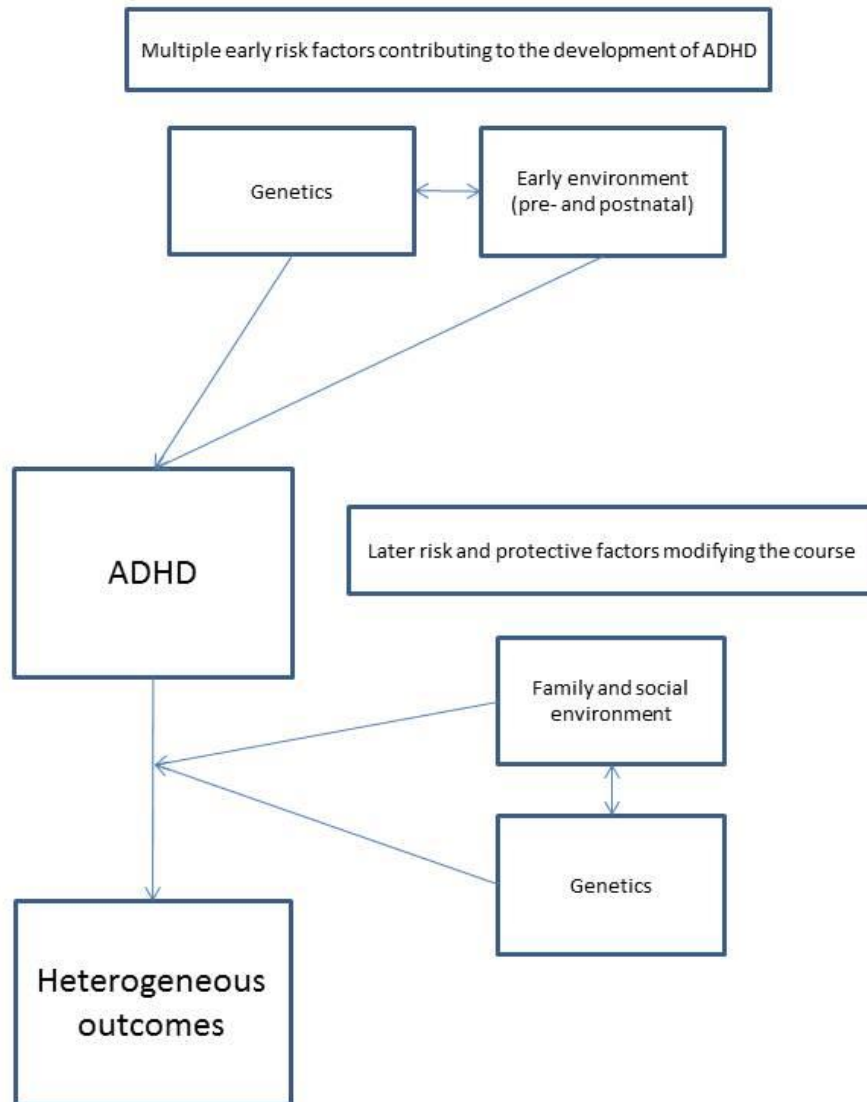 Multiple early risk factors contributing to the development of ADHD
Genetics
Early environment
(pre- and postnatal)
ADHD
Later risk and protective factors modifying the course
Family and social
environment
Genetics
Heterogeneous
outcomes